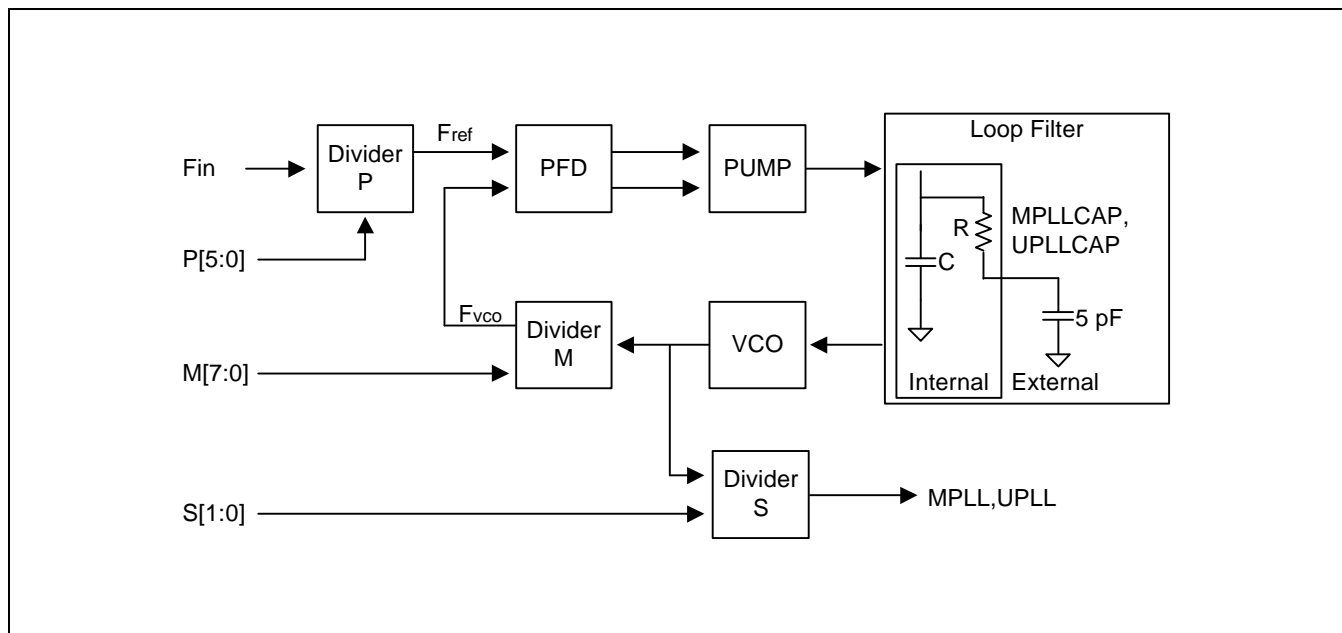 Loop Filter
Fin
Divider
P
Fref
PFD
PUMP
MPLLCAP,
UPLLCAP
R
C
5 pF
Internal
External
P[5:0]
Fvco
Divider
M
VCO
M[7:0]
Divider
S
S[1:0]
MPLL,UPLL